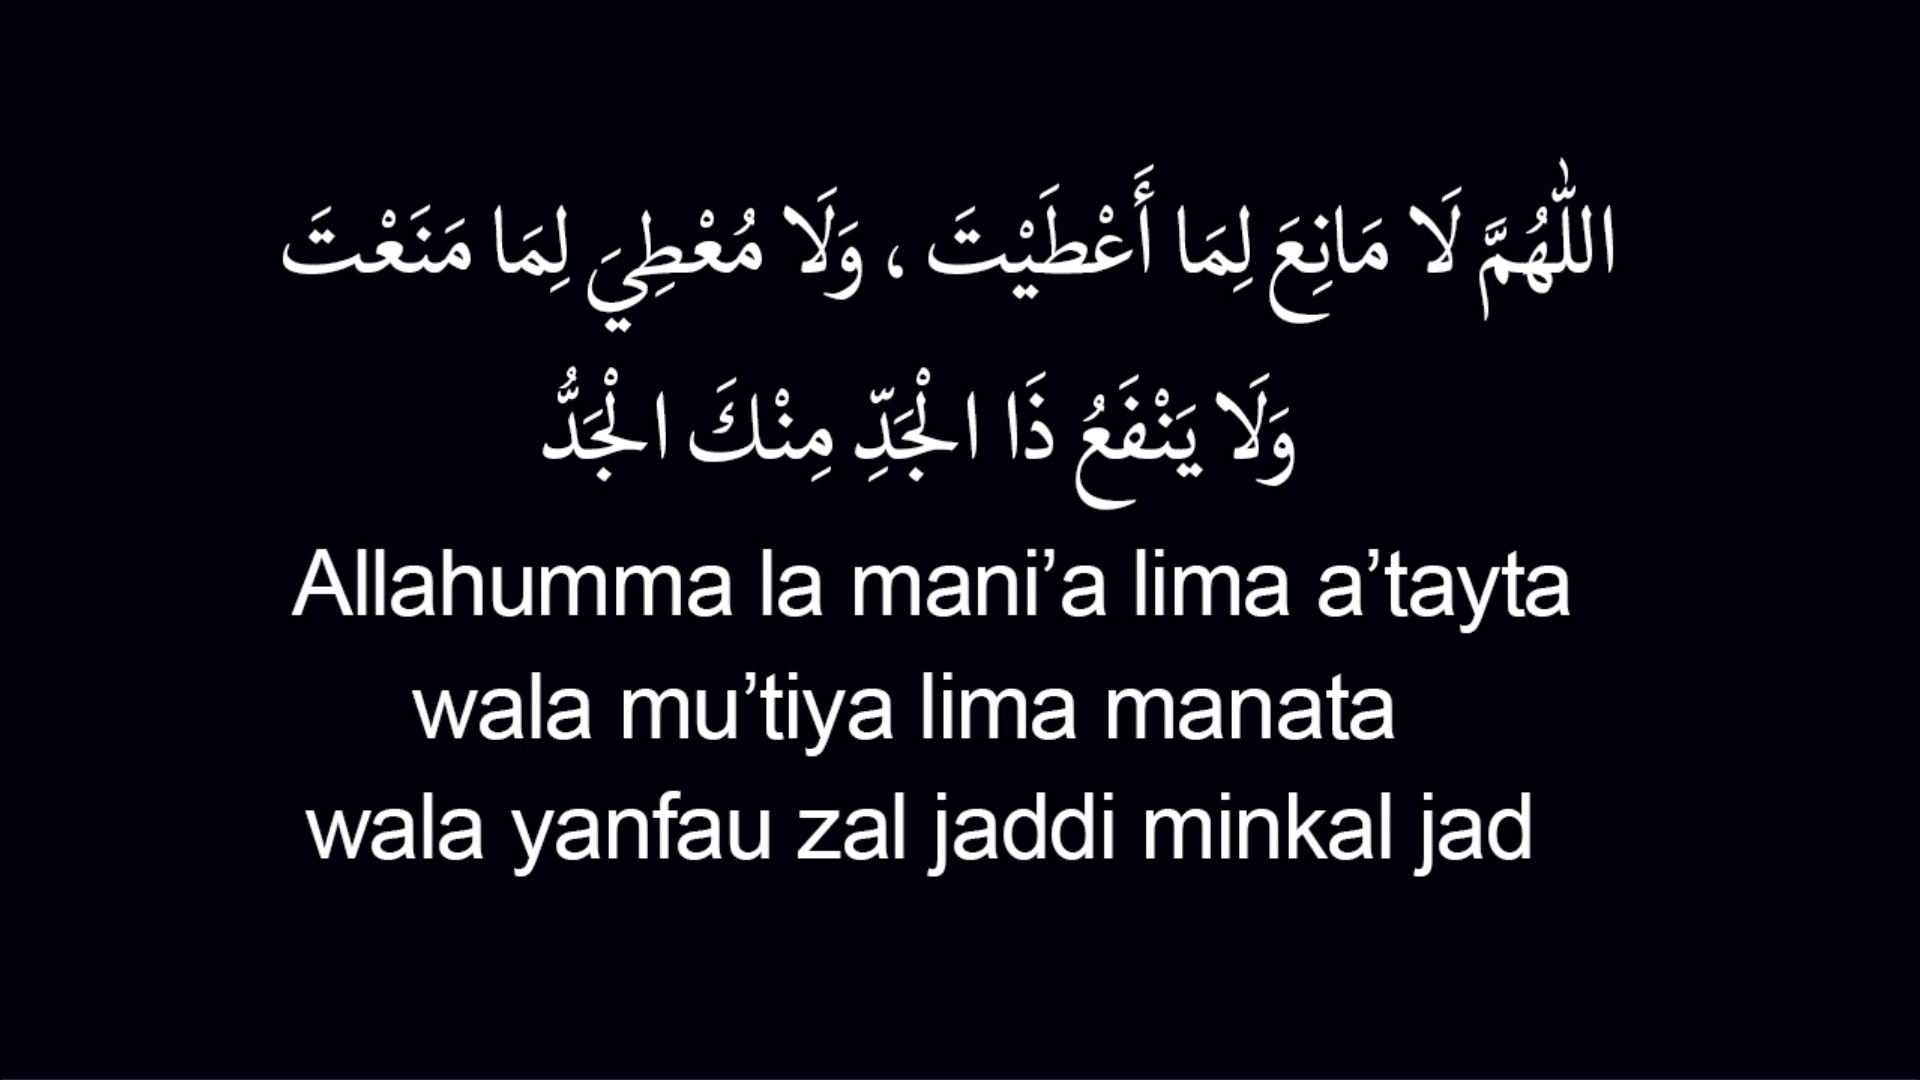 اللّٰهُمَّ لَا مَانِعَ لِمَا أَعْطَيْتَ ، وَلَا مُعْطِيَ لِمَا مَنَعْتَ
وَلَا يَنْفَعُ ذَا الْجَدِّ مِنْكَ الْجَدُّ
Allahumma la mani’a lima a’tayta
wala mu’tiya lima manata
wala yanfau zal jaddi minkal jad